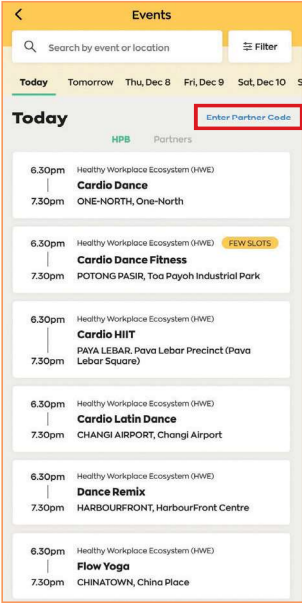 Events
Search by event or location
Filter
Today Tomorrow Thu, Dec 8 Fri, Dec 9 Sat, Dec 10 S
Today
Enter Partner Code
HPB Partners
6.30pm Healthy Workplace Ecosystem (HWE)
Cardio Dance
7.30pm ONE-NORTH, One-North
6.30pm Healthy Workplace Ecosystem (HWE) FEW SLOTS
Cardio Dance Fitness
7.30pm POTONG PASIR, Toa Payoh Industrial Park
6.30pm Healthy Workplace Ecosystem (HWE)
Cardio HIIT
PAYA LEBAR, Paya Lebar Precinct (Paya
7.30pm Lebar Square)
6.30pm Healthy Workplace Ecosystem (HWE)
Cardio Latin Dance
7.30pm CHANGI AIRPORT, Changi Airport
6.30pm Healthy Workplace Ecosystem (HWE)
Dance Remix
7.30pm HARBOURFRONT, HarbourFront Centre
6.30pm Healthy Workplace Ecosystem (HWE)
Flow Yoga
7.30pm CHINATOWN, China Place